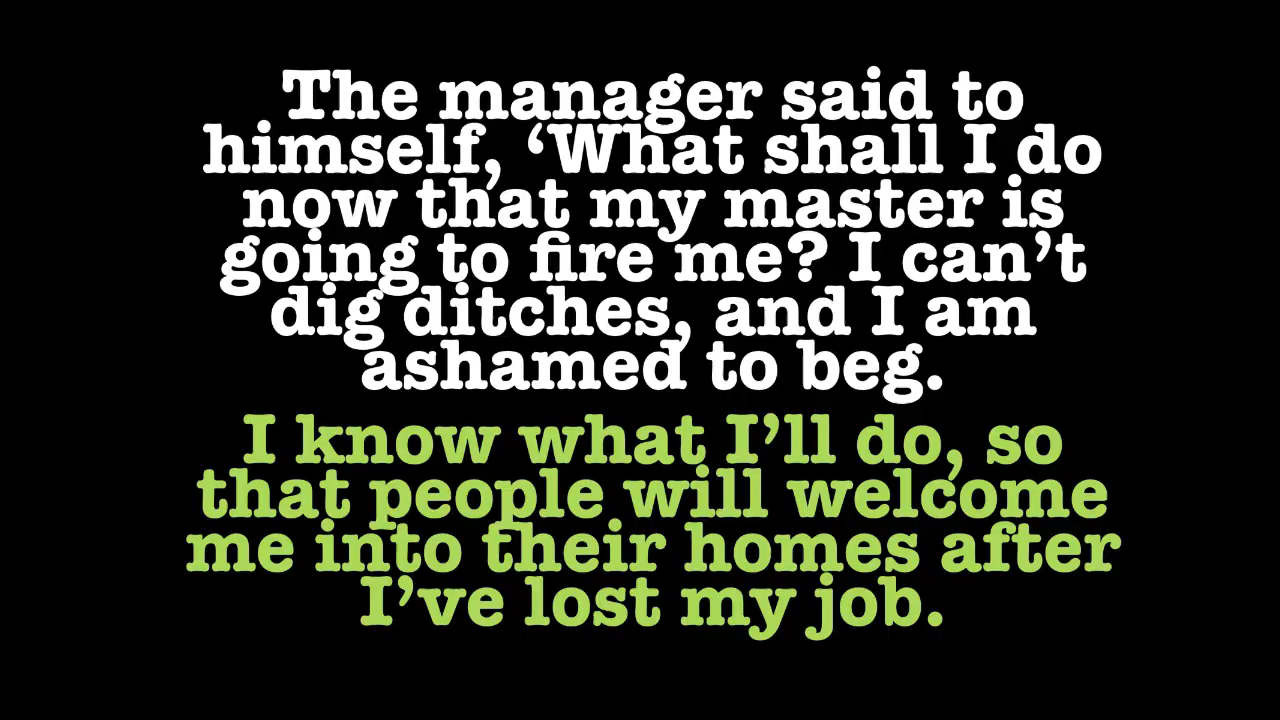 The manager said to
himself, ‘What shall I do
now that my master is
going to fire me? I can’t
dig ditches, and I am
ashamed to beg.
I know what I’ll do, so
that people will welcome
me into their homes after
I’ve lost my job.